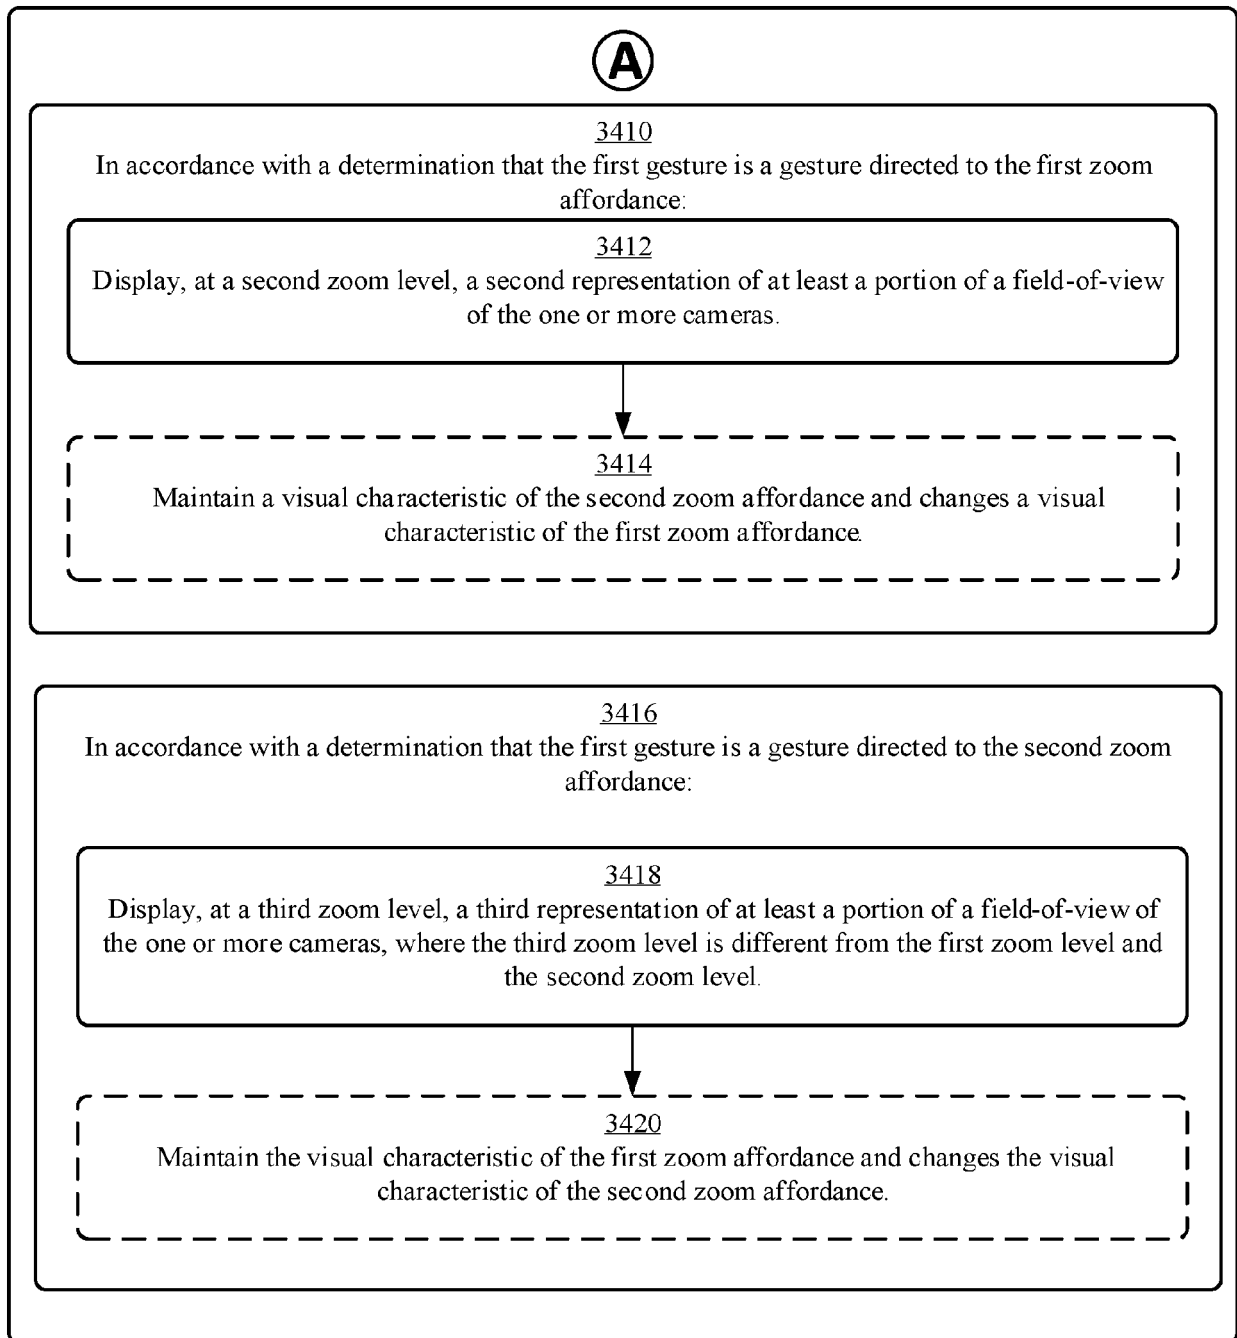 A
3410
In accordance with a determination that the first gesture is a gesture directed to the first zoom
affordance:
3412
Display, at a second zoom level, a second representation of at least a portion of a field-of-view
of the one or more cameras.
3414
Maintain a visual characteristic of the second zoom affordance and changes a visual
characteristic of the first zoom affordance.
3416
In accordance with a determination that the first gesture is a gesture directed to the second zoom
affordance:
3418
Display, at a third zoom level, a third representation of at least a portion of a field-of-view of
the one or more cameras, where the third zoom level is different from the first zoom level and
the second zoom level.
3420
Maintain the visual characteristic of the first zoom affordance and changes the visual
characteristic of the second zoom affordance.